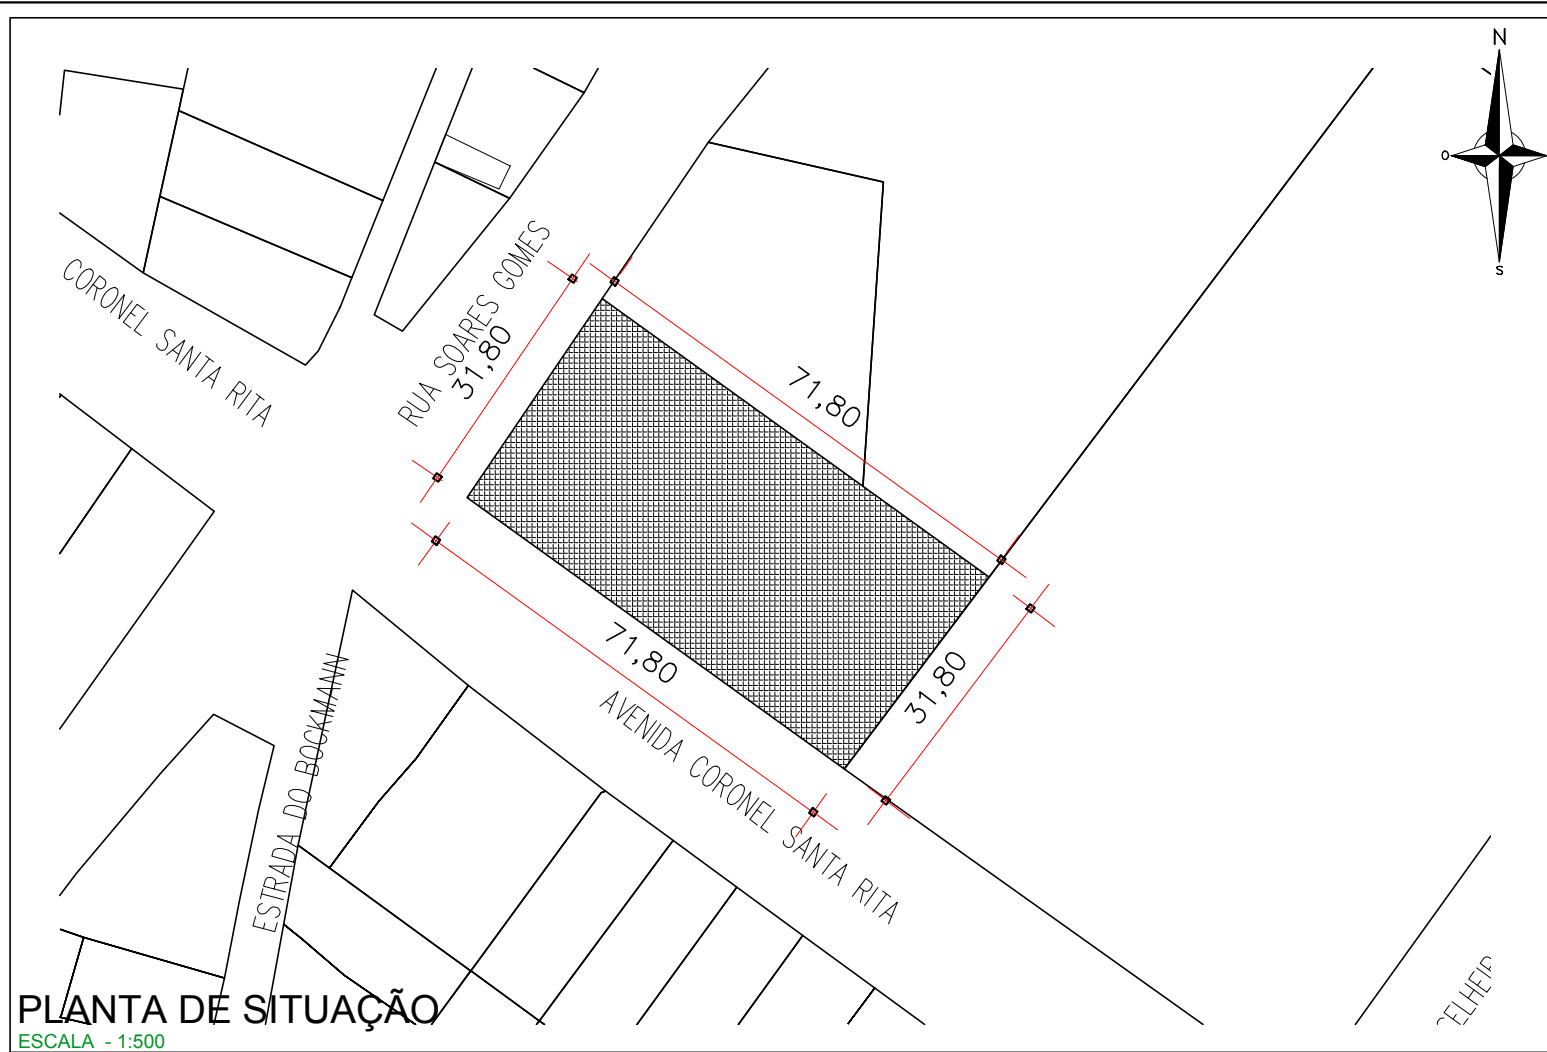 N
O
S
CORONEL SANTA RITA
RUA SOARES GOMES
31,80
71,80
71,80
31,80
AVENIDA CORONEL SANTA RITA
ESTRADA DO BOCKMANN
PLANTA DE SITUAÇÃO
ESCALA - 1:500